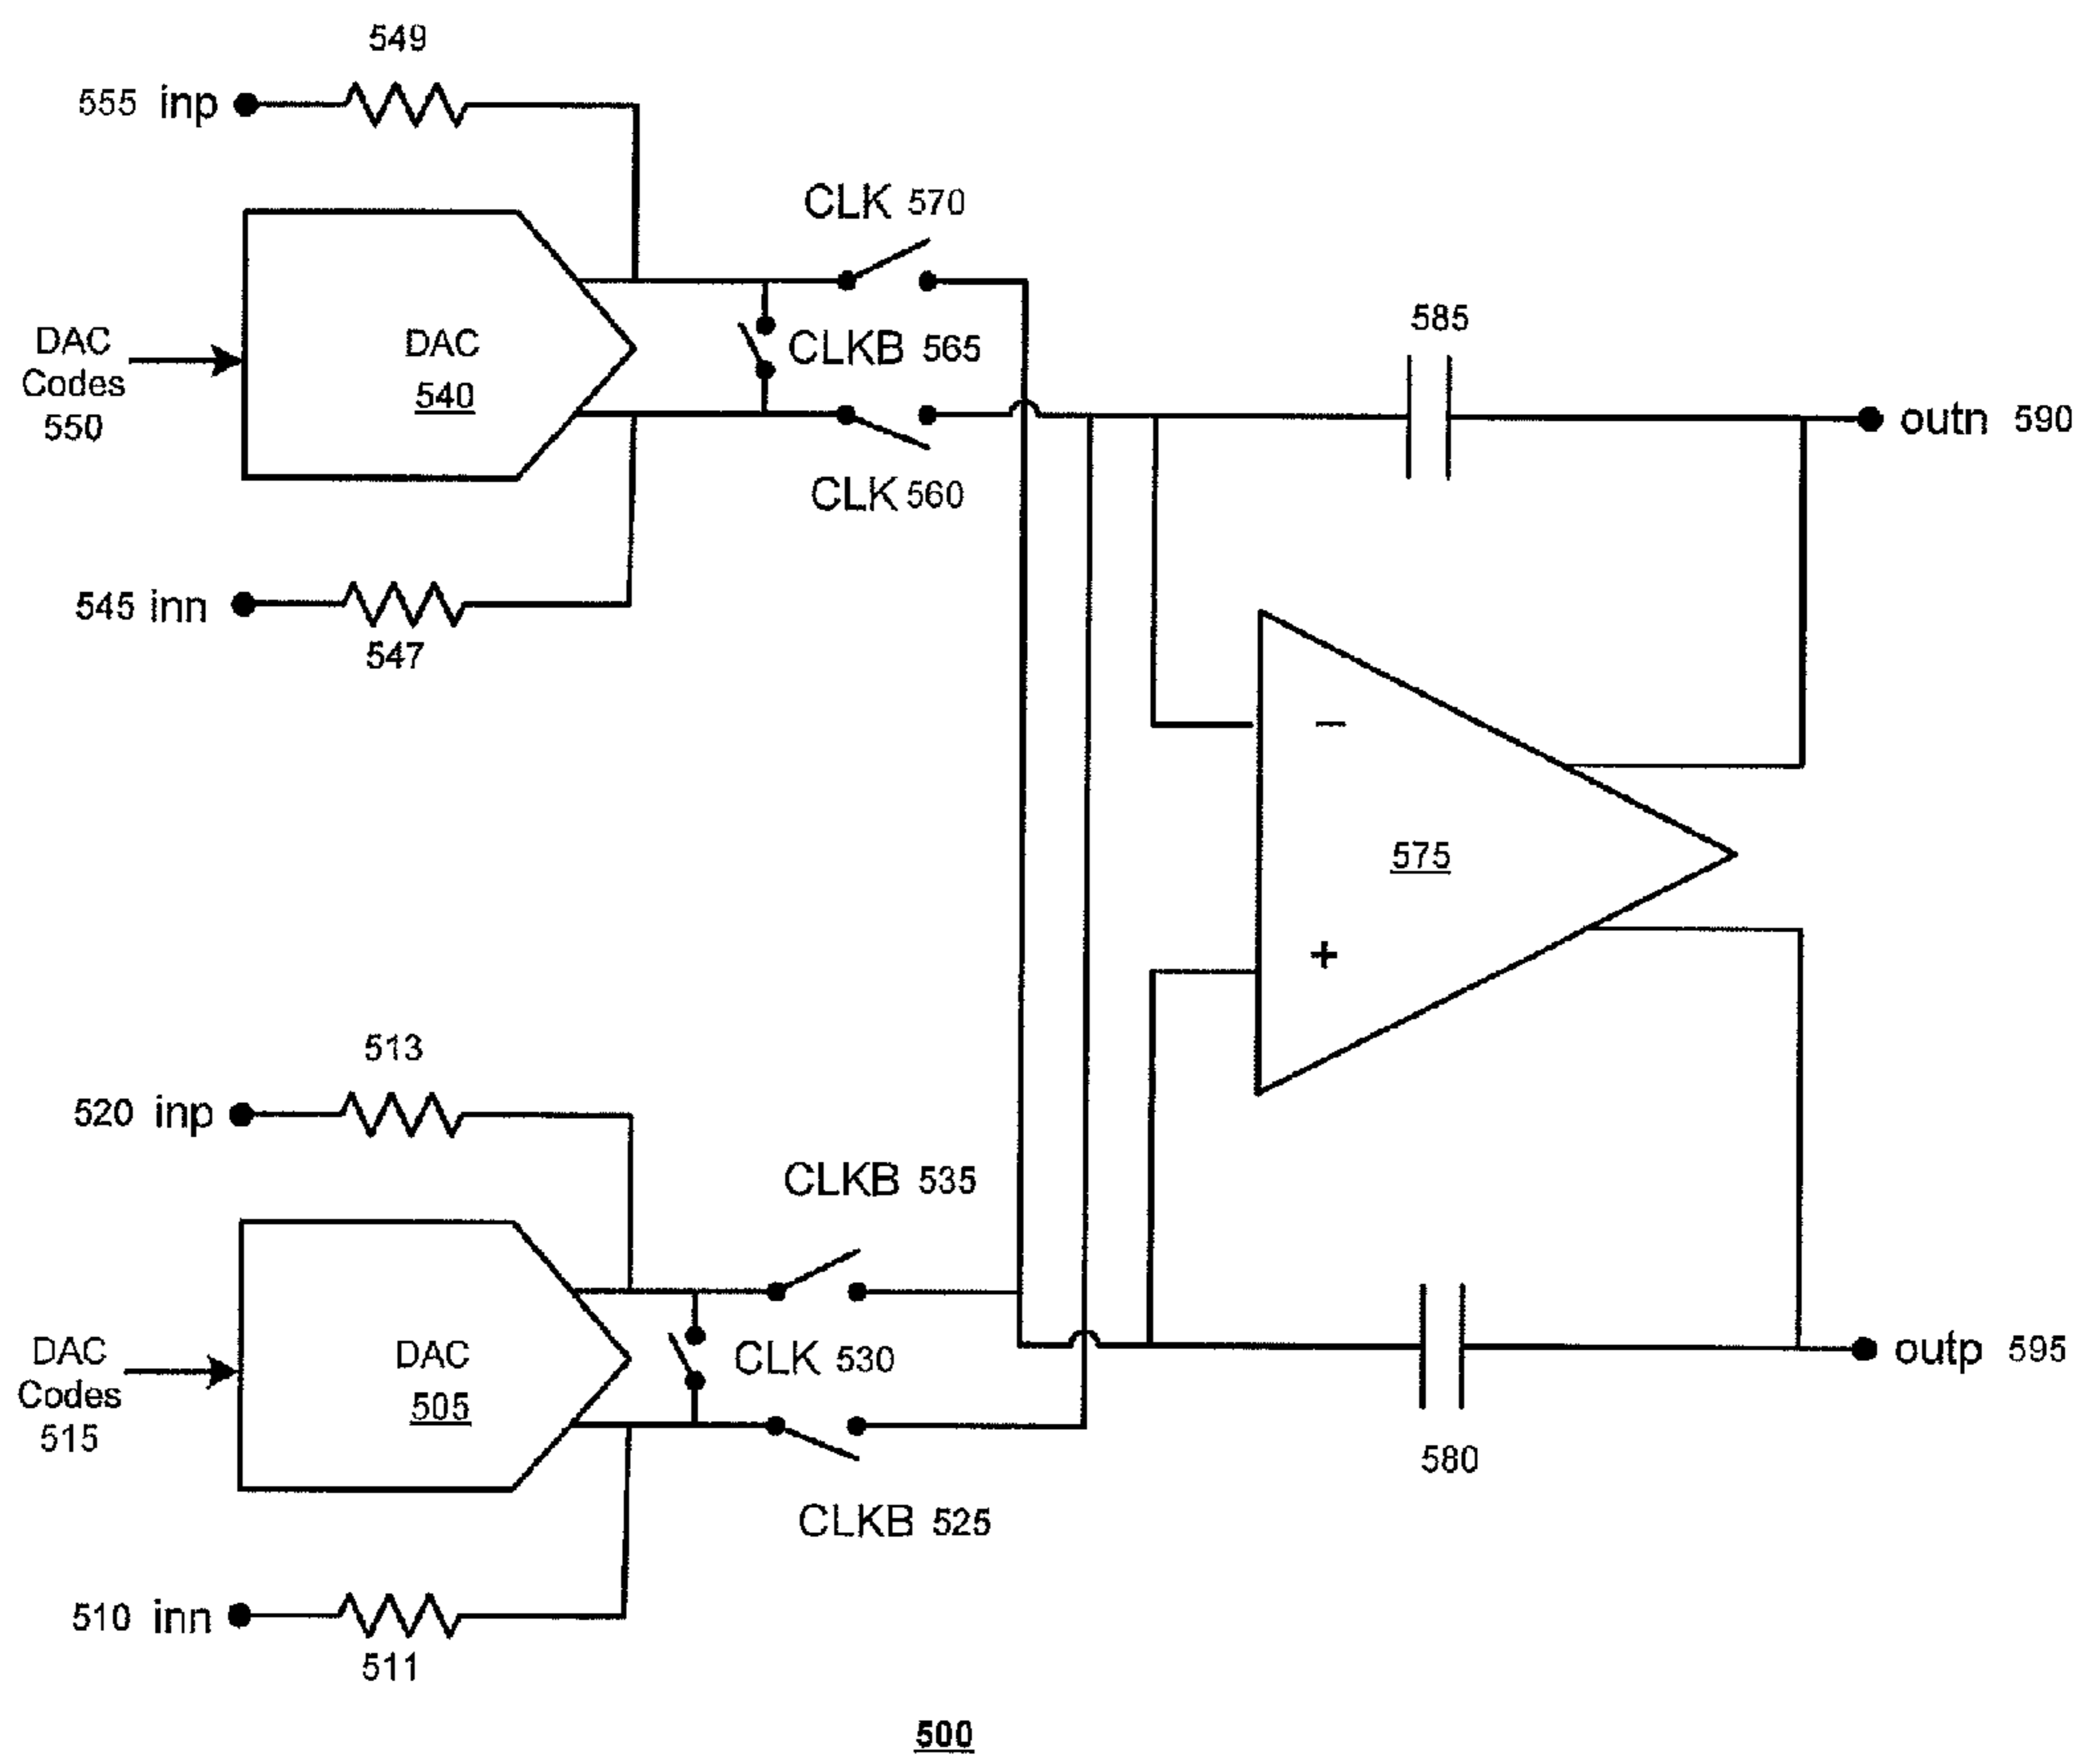 549
555 inp
CLK 570
DAC
Codes
550
DAC
540
CLKB 565
585
outn 590
CLK 560
545 inn
547
−
575
+
513
520 inp
CLKB 535
DAC
Codes
515
DAC
505
CLK 530
outp 595
580
CLKB 525
510 inn
511
500